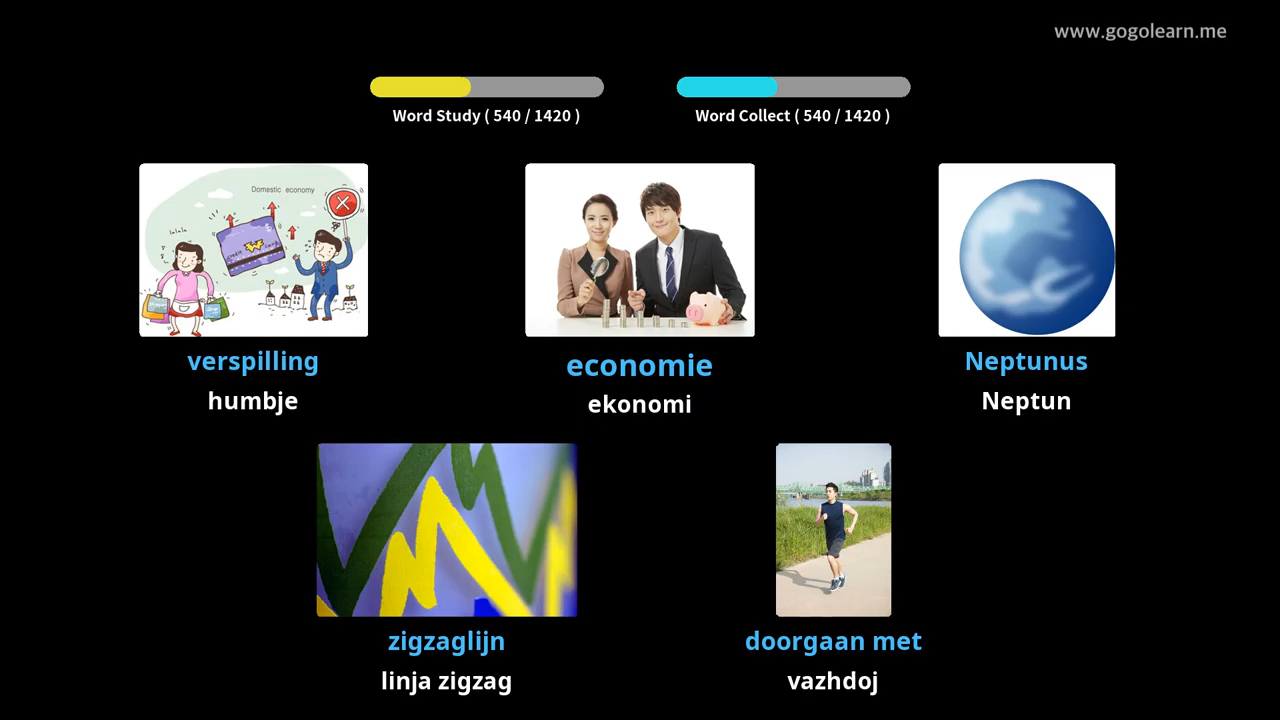 www.gogolearn.me
Word Study ( 540 / 1420 )
Word Collect ( 540 / 1420 )
Domestic economy
lalala
verspilling
humbje
economie
ekonomi
Neptunus
Neptun
zigzaglijn
linja zigzag
doorgaan met
vazhdoj